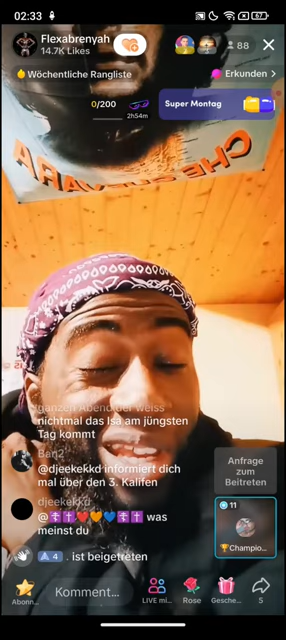 02:33
67
Flexabrenyah
14.7K Likes
88
Wöchentliche Rangliste
Erkunden >
0/200
2h54m
Super Montag
CHE GUEVARA
ganzen Abend der weiss
nichtmal das Isa am jüngsten
Tag kommt
@djeekekkd informiert dich
mal über den 3. Kalifen
Anfrage
zum
Beitreten
djeekekkd
@ was
meinst du
11
Champio...
4 . ist beigetreten
Kommentar...
Abonn...
LIVE mi...
Rose
Gesche...
5